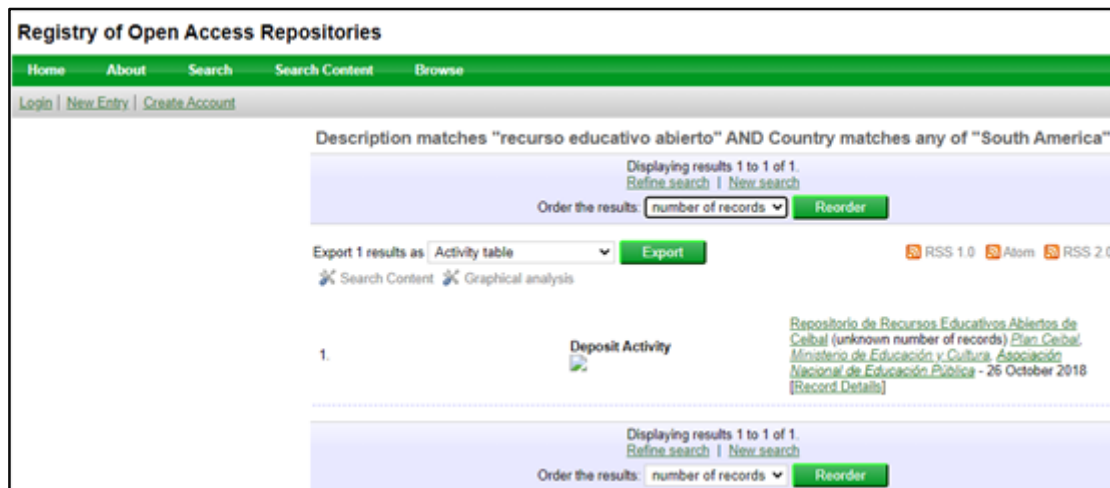 Registry of Open Access Repositories
Home About Search Search Content Browse
Login | New Entry | Create Account
Description matches "recurso educativo abierto" AND Country matches any of "South America"
Displaying results 1 to 1 of 1.
Refine search | New search
Order the results: number of records Reorder
Export 1 results as Activity table Export RSS 1.0 Atom RSS 2.0
Search Content Graphical analysis
1.
Deposit Activity
Repositorio de Recursos Educativos Abiertos de
Ceibal (unknown number of records) Plan Ceibal,
Ministerio de Educación y Cultura, Asociación
Nacional de Educación Pública - 26 October 2018
[Record Details]
Displaying results 1 to 1 of 1.
Refine search | New search
Order the results: number of records Reorder